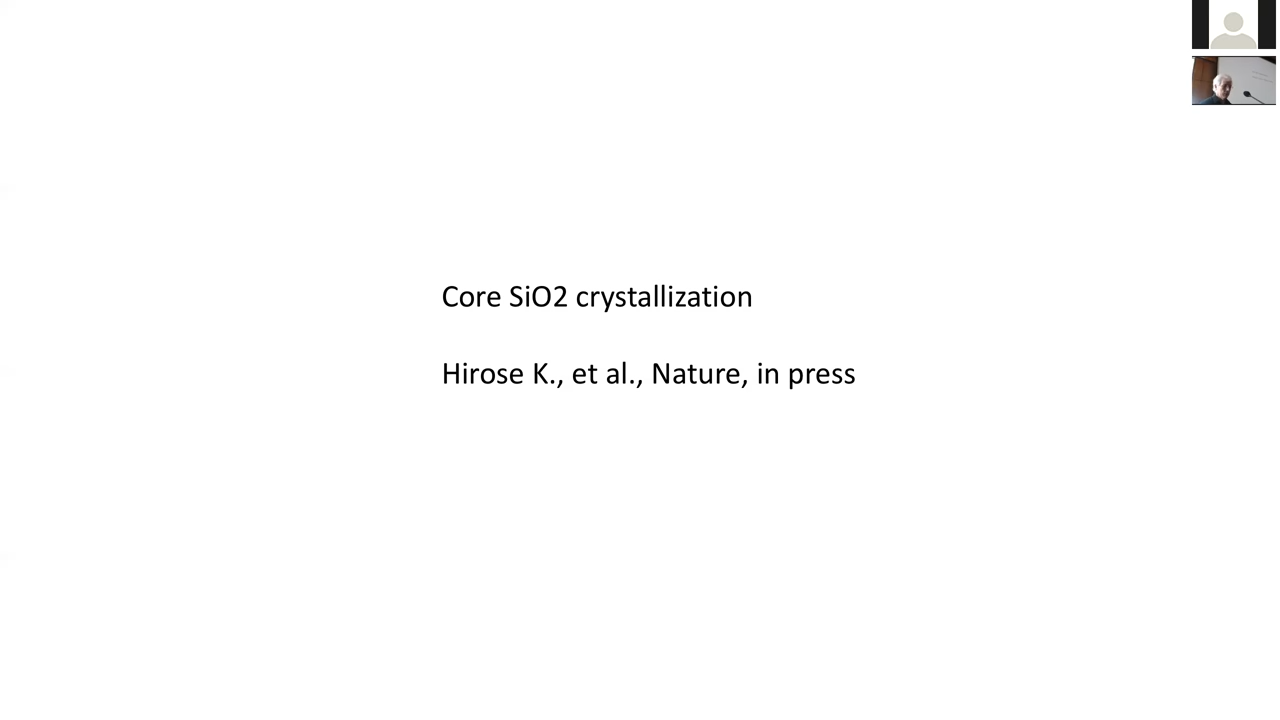 Core SiO2 crystallization
Hirose K., et al., Nature, in press